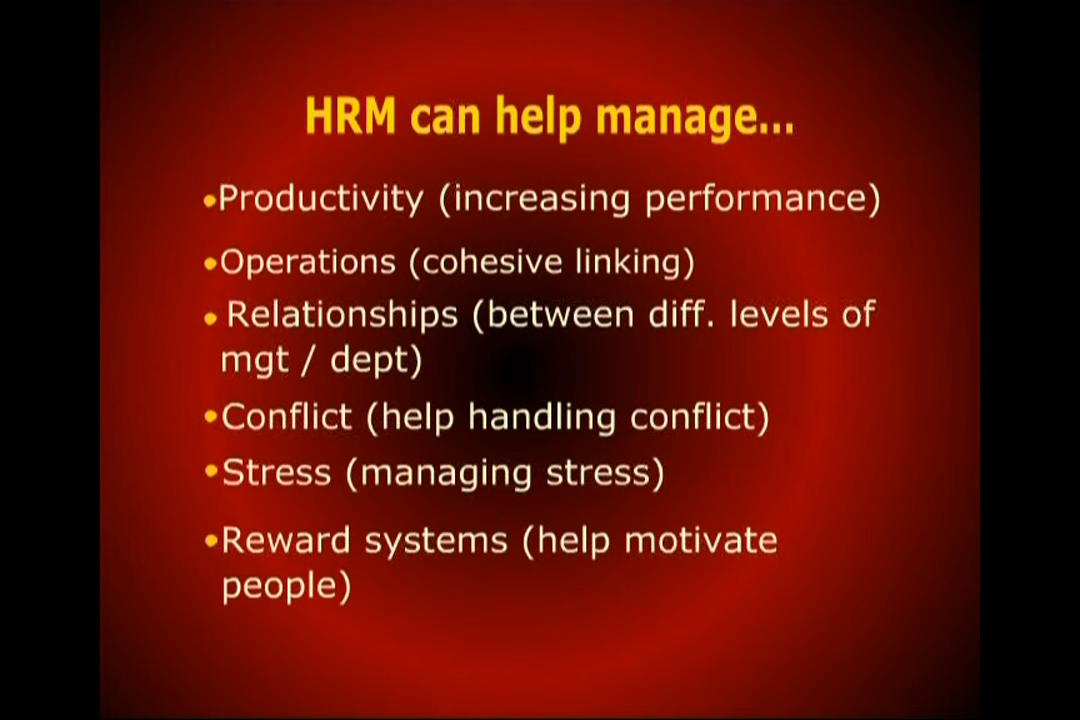 HRM can help manage...
•Productivity (increasing performance)
•Operations (cohesive linking)
• Relationships (between diff. levels of
mgt / dept)
•Conflict (help handling conflict)
•Stress (managing stress)
•Reward systems (help motivate
people)